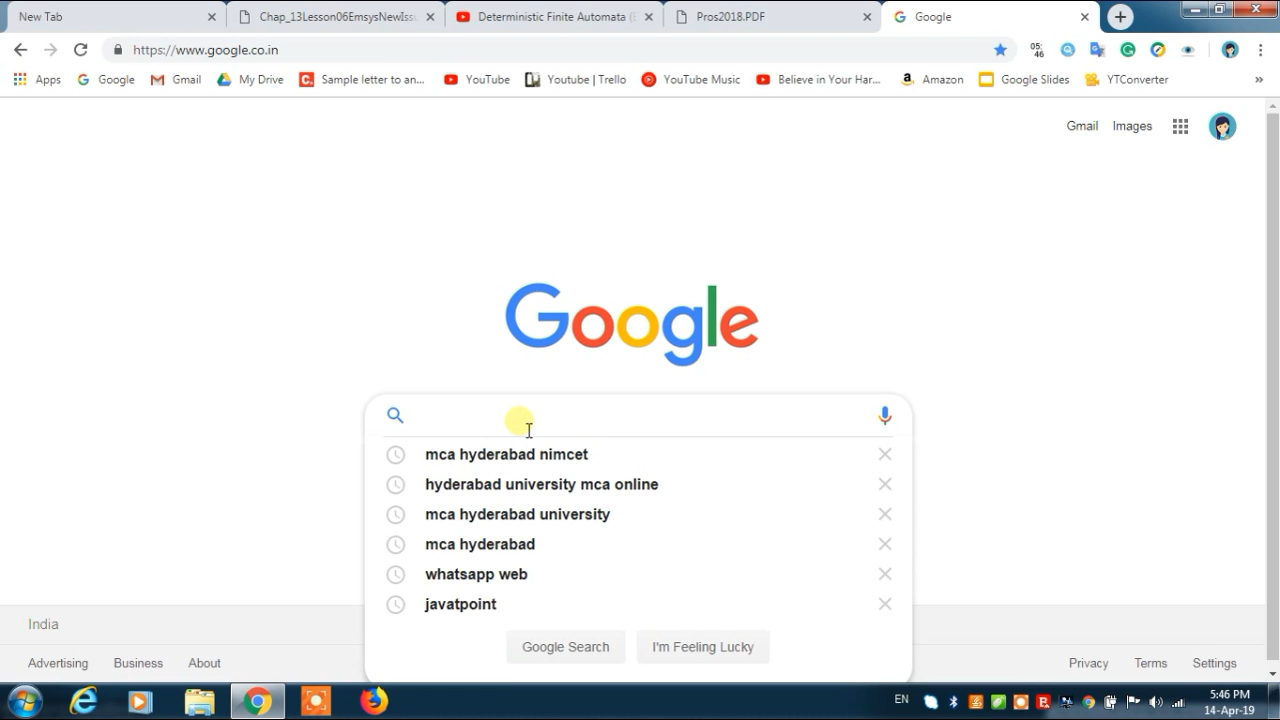 New Tab
Chap_13Lesson06EmsysNewIss
Deterministic Finite Automata (
Pros2018.PDF
Google
https://www.google.co.in
05:
46
Apps
Google
Gmail
My Drive
Sample letter to an...
YouTube
Youtube | Trello
YouTube Music
Believe in Your Har...
Amazon
Google Slides
YTConverter
»
Gmail
Images
Google
mca hyderabad nimcet
hyderabad university mca online
mca hyderabad university
mca hyderabad
whatsapp web
javatpoint
Google Search
I'm Feeling Lucky
India
Advertising
Business
About
Privacy
Terms
Settings
EN
5:46 PM
14-Apr-19